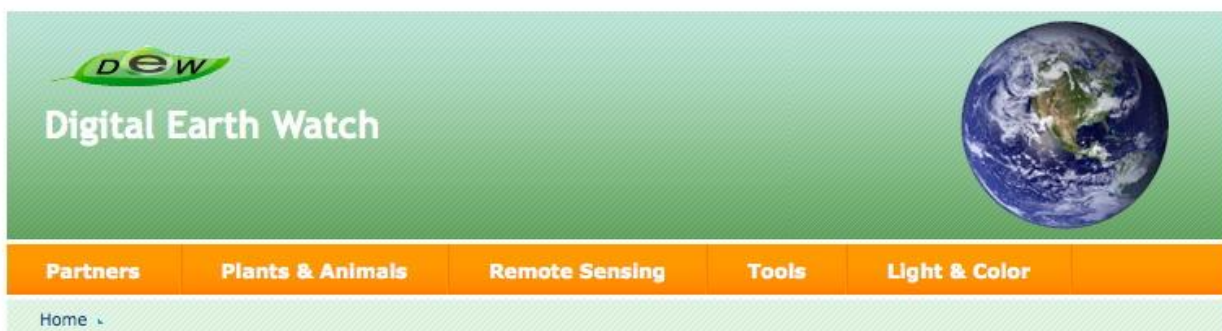 DeW
Digital Earth Watch
Partners Plants & Animals Remote Sensing Tools Light & Color
Home